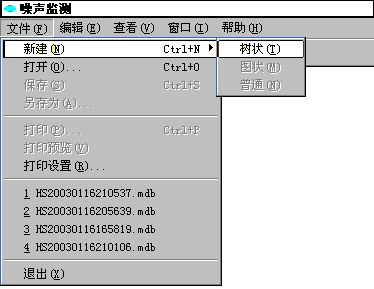 噪声监测
文件(F) 编辑(E) 查看(V) 窗口(I) 帮助(H)
新建(N) Ctrl+N 树状(T)
打开(O)... Ctrl+O 图状(M)
保存(S) Ctrl+S 普通(N)
另存为(A)...
打印(P)... Ctrl+P
打印预览(V)
打印设置(R)...
1 HS20030116210537.mdb
2 HS20030116205639.mdb
3 HS20030116165819.mdb
4 HS20030116210106.mdb
退出(X)